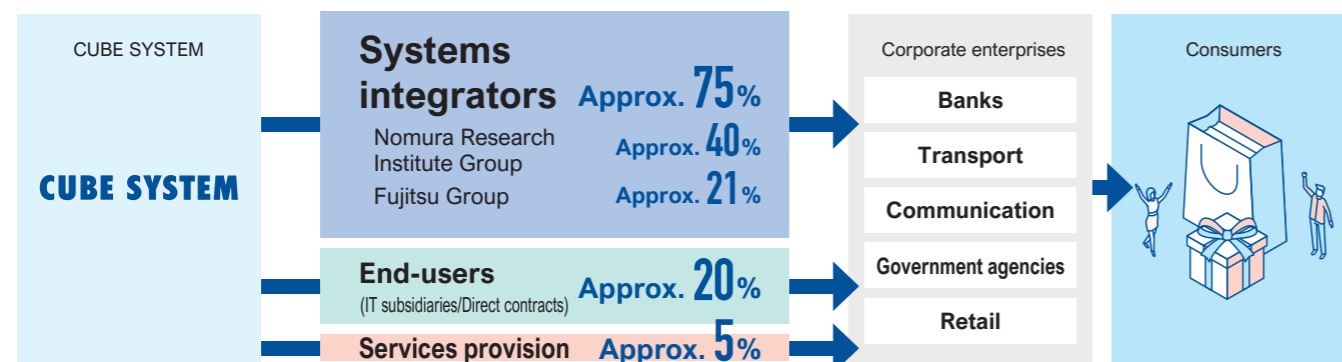 CUBE SYSTEM
CUBE SYSTEM
Systems
integrators Approx. 75%
Nomura Research
Institute Group Approx. 40%
Fujitsu Group Approx. 21%
End-users
(IT subsidiaries/Direct contracts) Approx. 20%
Services provision Approx. 5%
Corporate enterprises
Banks
Transport
Communication
Government agencies
Retail
Consumers